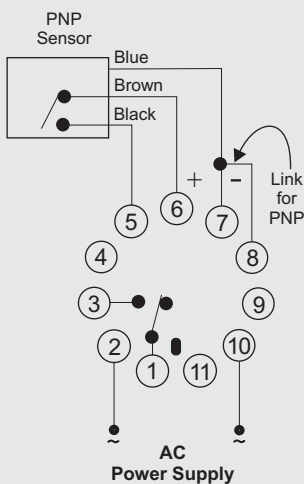 PNP
Sensor
Blue
Brown
Black
+
-
Link
for
PNP
5
6
7
8
4
9
3
2
10
1
11
~
~
AC
Power Supply